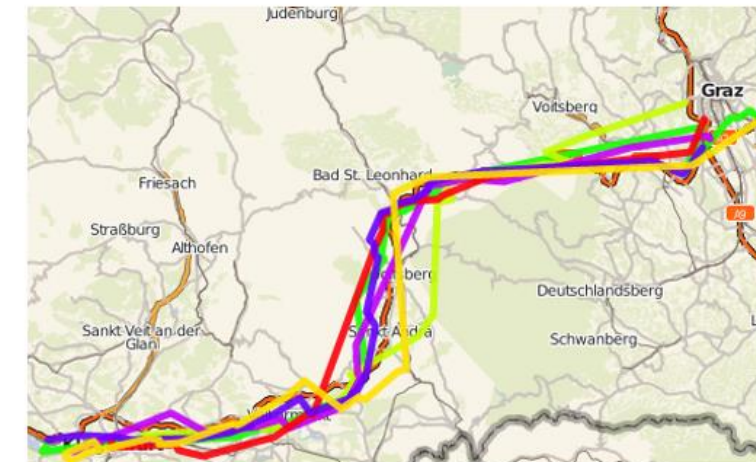 Judenburg
Graz
Voitsberg
Bad St. Leonhard
Friesach
Straßburg
Althofen
Deutschlandsberg
Sankt Veit an der
Glan
Schwanberg